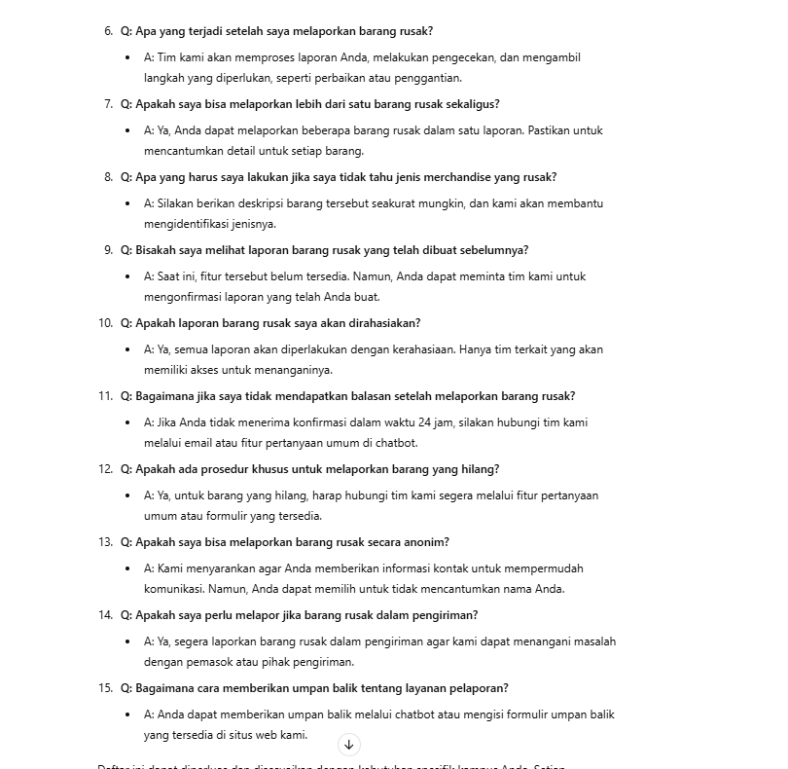 6. Q: Apa yang terjadi setelah saya melaporkan barang rusak?
• A: Tim kami akan memproses laporan Anda, melakukan pengecekan, dan mengambil
langkah yang diperlukan, seperti perbaikan atau penggantian.
7. Q: Apakah saya bisa melaporkan lebih dari satu barang rusak sekaligus?
• A: Ya, Anda dapat melaporkan beberapa barang rusak dalam satu laporan. Pastikan untuk
mencantumkan detail untuk setiap barang.
8. Q: Apa yang harus saya lakukan jika saya tidak tahu jenis merchandise yang rusak?
• A: Silakan berikan deskripsi barang tersebut seakurat mungkin, dan kami akan membantu
mengidentifikasi jenisnya.
9. Q: Bisakah saya melihat laporan barang rusak yang telah dibuat sebelumnya?
• A: Saat ini, fitur tersebut belum tersedia. Namun, Anda dapat meminta tim kami untuk
mengonfirmasi laporan yang telah Anda buat.
10. Q: Apakah laporan barang rusak saya akan dirahasiakan?
• A: Ya, semua laporan akan diperlakukan dengan kerahasiaan. Hanya tim terkait yang akan
memiliki akses untuk menanganinya.
11. Q: Bagaimana jika saya tidak mendapatkan balasan setelah melaporkan barang rusak?
• A: Jika Anda tidak menerima konfirmasi dalam waktu 24 jam, silakan hubungi tim kami
melalui email atau fitur pertanyaan umum di chatbot.
12. Q: Apakah ada prosedur khusus untuk melaporkan barang yang hilang?
• A: Ya, untuk barang yang hilang, harap hubungi tim kami segera melalui fitur pertanyaan
umum atau formulir yang tersedia.
13. Q: Apakah saya bisa melaporkan barang rusak secara anonim?
• A: Kami menyarankan agar Anda memberikan informasi kontak untuk mempermudah
komunikasi. Namun, Anda dapat memilih untuk tidak mencantumkan nama Anda.
14. Q: Apakah saya perlu melapor jika barang rusak dalam pengiriman?
• A: Ya, segera laporkan barang rusak dalam pengiriman agar kami dapat menangani masalah
dengan pemasok atau pihak pengiriman.
15. Q: Bagaimana cara memberikan umpan balik tentang layanan pelaporan?
• A: Anda dapat memberikan umpan balik melalui chatbot atau mengisi formulir umpan balik
yang tersedia di situs web kami.